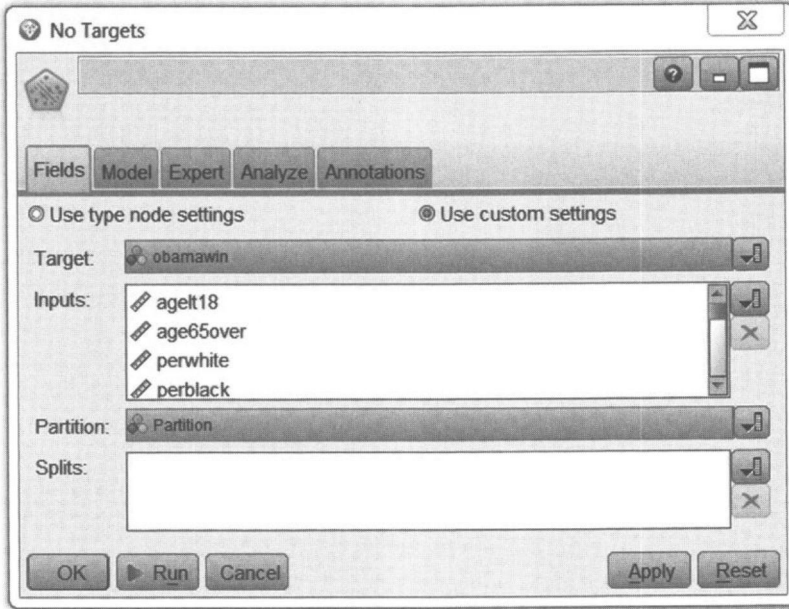 No Targets
Fields Model Expert Analyze Annotations
Use type node settings Use custom settings
Target: obamawin
Inputs: agelt18
age65over
perwhite
perblack
Partition: Partition
Splits:
OK Run Cancel Apply Reset